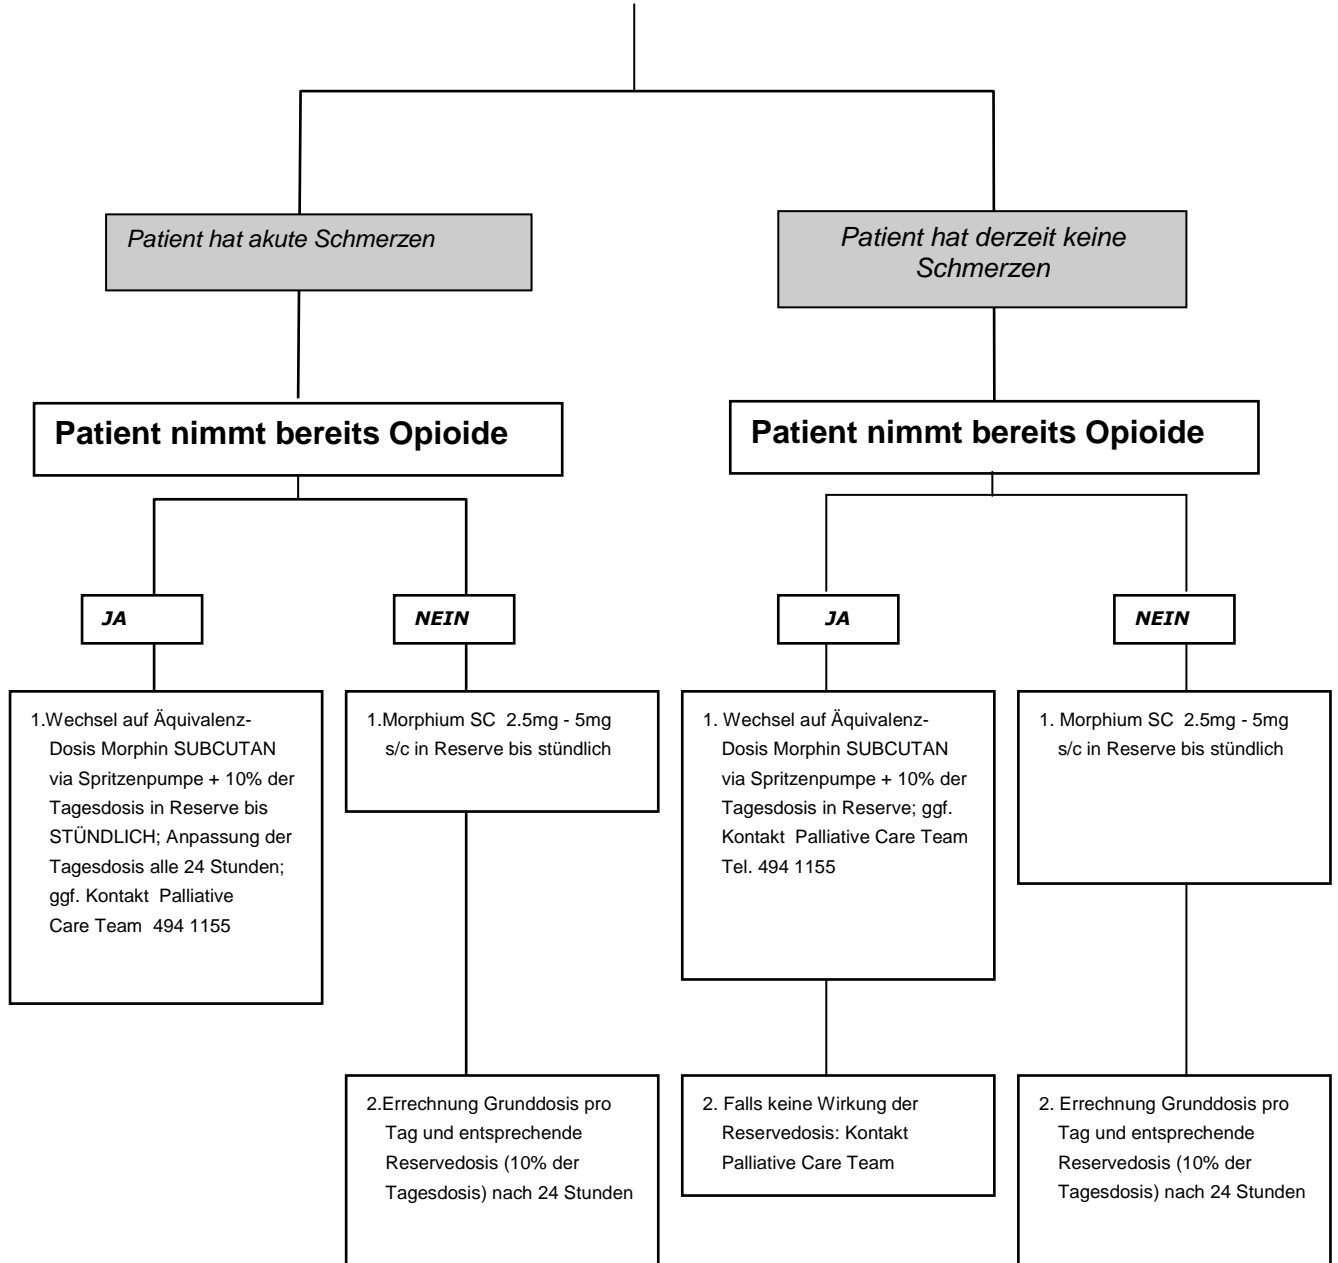 Patient hat akute Schmerzen
Patient hat derzeit keine
Schmerzen
Patient nimmt bereits Opioide
Patient nimmt bereits Opioide
JA
NEIN
JA
NEIN
1.Wechsel auf Äquivalenz-
Dosis Morphin SUBCUTAN
via Spritzenpumpe + 10% der
Tagesdosis in Reserve bis
STÜNDLICH; Anpassung der
Tagesdosis alle 24 Stunden;
ggf. Kontakt Palliative
Care Team 494 1155
1.Morphium SC 2.5mg - 5mg
s/c in Reserve bis stündlich
1. Wechsel auf Äquivalenz-
Dosis Morphin SUBCUTAN
via Spritzenpumpe + 10% der
Tagesdosis in Reserve; ggf.
Kontakt Palliative Care Team
Tel. 494 1155
1. Morphium SC 2.5mg - 5mg
s/c in Reserve bis stündlich
2.Errechnung Grunddosis pro
Tag und entsprechende
Reservedosis (10% der
Tagesdosis) nach 24 Stunden
2. Falls keine Wirkung der
Reservedosis: Kontakt
Palliative Care Team
2. Errechnung Grunddosis pro
Tag und entsprechende
Reservedosis (10% der
Tagesdosis) nach 24 Stunden